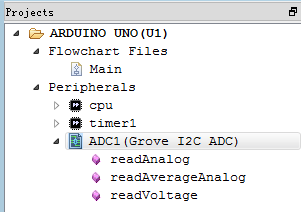 Projects
ARDUINO UNO(U1)
Flowchart Files
Main
Peripherals
cpu
timer1
ADC1(Grove I2C ADC)
readAnalog
readAverageAnalog
readVoltage